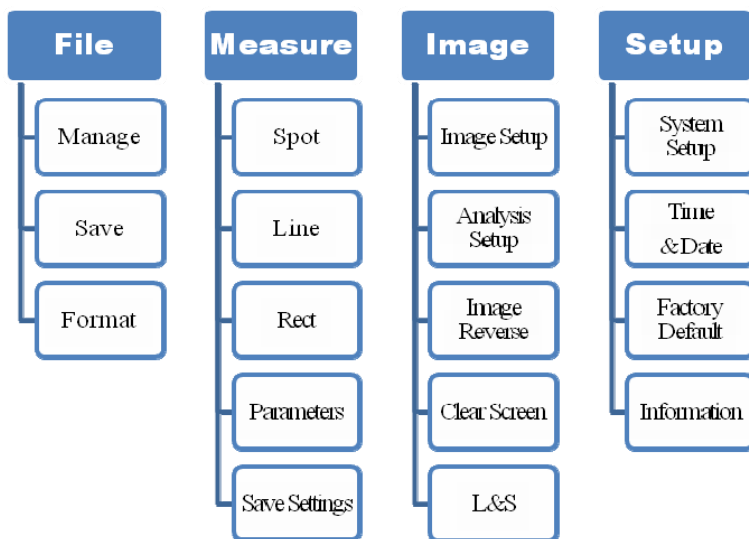 File
Manage
Save
Format
Measure
Spot
Line
Rect
Parameters
Save Settings
Image
Image Setup
Analysis
Setup
Image
Reverse
Clear Screen
L&S
Setup
System
Setup
Time
& Date
Factory
Default
Information